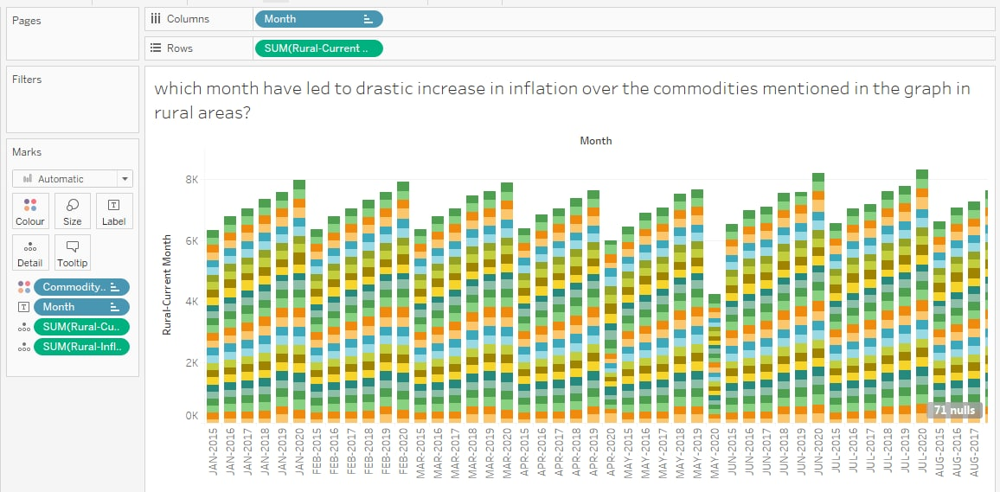 Pages
Columns
Month
Rows
SUM(Rural-Current ..
Filters
which month have led to drastic increase in inflation over the commodities mentioned in the graph in
rural areas?
Marks
Automatic
Colour Size Label
Detail Tooltip
Commodity..
Month
SUM(Rural-Cu..
SUM(Rural-Infl..
Month
Rural-Current Month
8K
6K
4K
2K
0K
71 nulls
JAN-2015
JAN-2016
JAN-2017
JAN-2018
JAN-2019
JAN-2020
FEB-2015
FEB-2016
FEB-2017
FEB-2018
FEB-2019
FEB-2020
MAR-2015
MAR-2016
MAR-2017
MAR-2018
MAR-2019
MAR-2020
APR-2015
APR-2016
APR-2017
APR-2018
APR-2019
APR-2020
MAY-2015
MAY-2016
MAY-2017
MAY-2018
MAY-2019
MAY-2020
JUN-2015
JUN-2016
JUN-2017
JUN-2018
JUN-2019
JUN-2020
JUL-2015
JUL-2016
JUL-2017
JUL-2018
JUL-2019
JUL-2020
AUG-2015
AUG-2016
AUG-2017